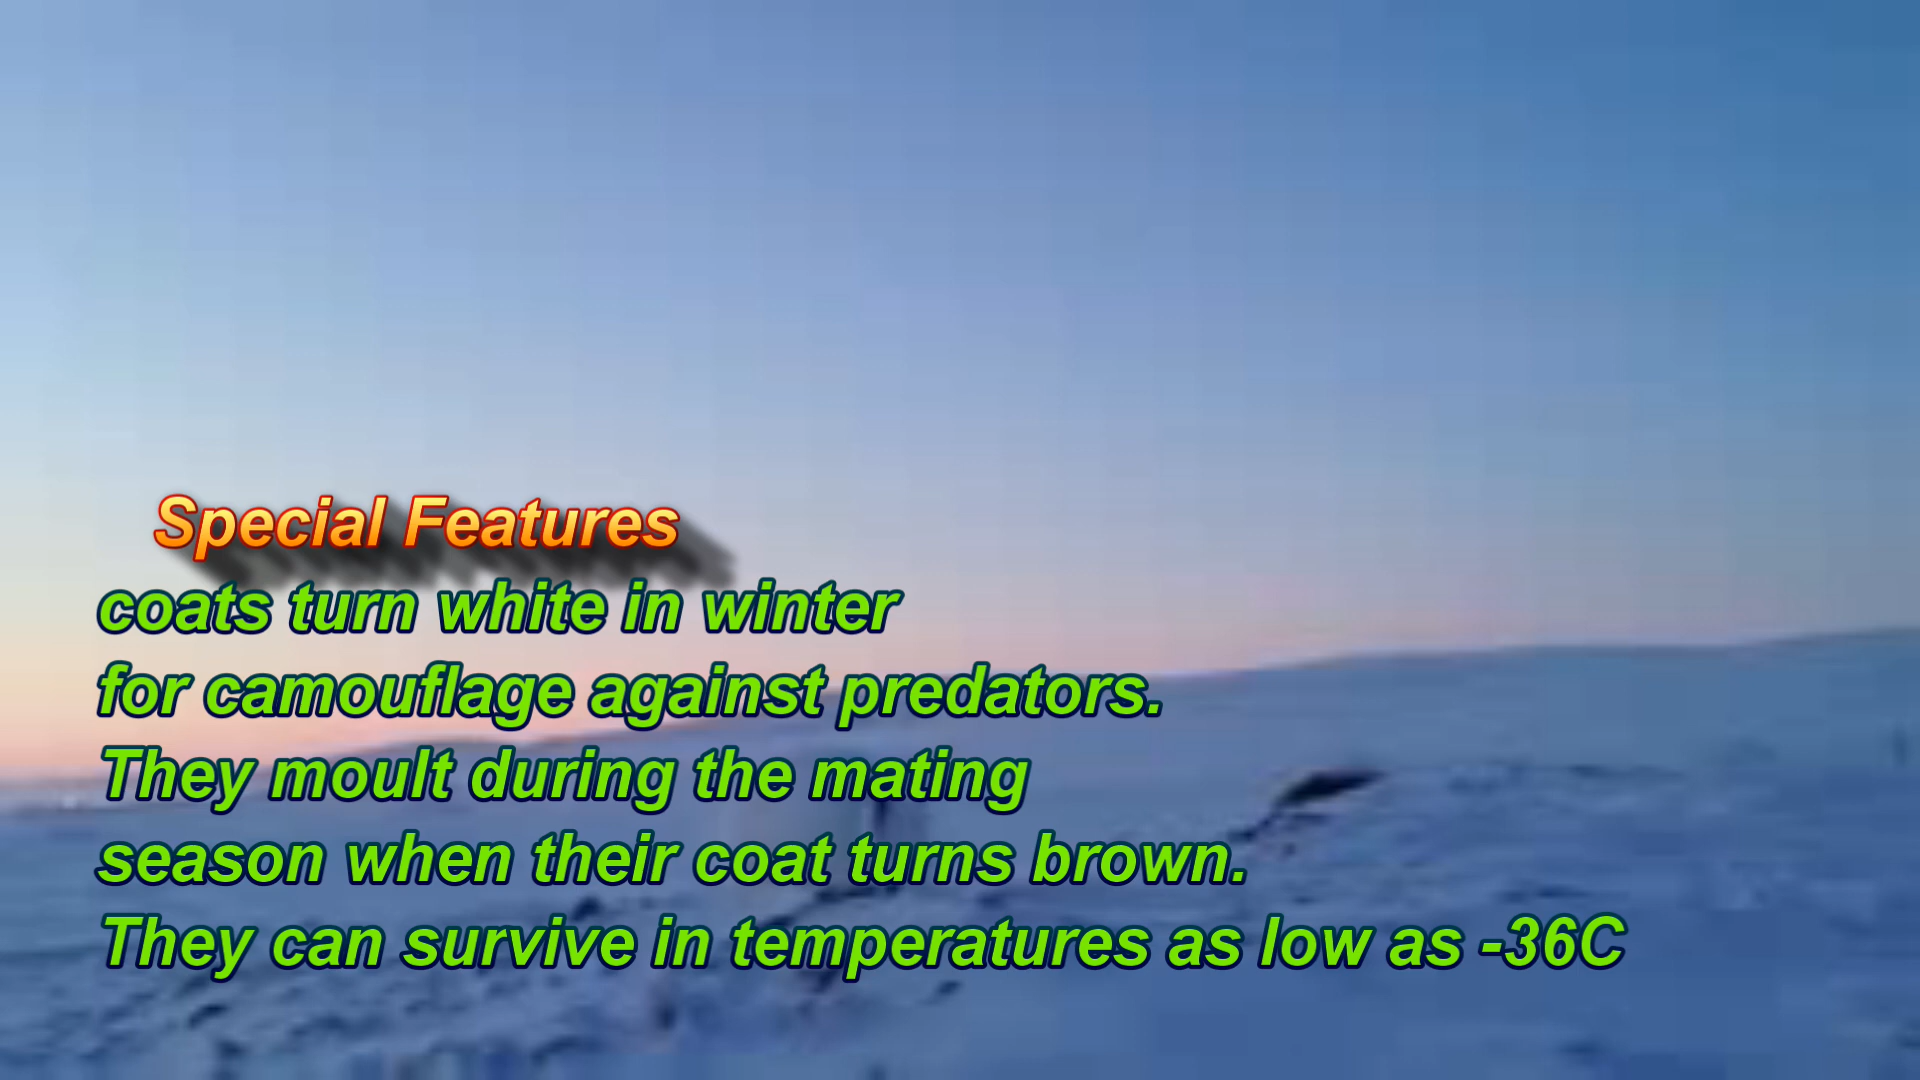 Special Features
coats turn white in winter
for camouflage against predators.
They moult during the mating
season when their coat turns brown.
They can survive in temperatures as low as -36C